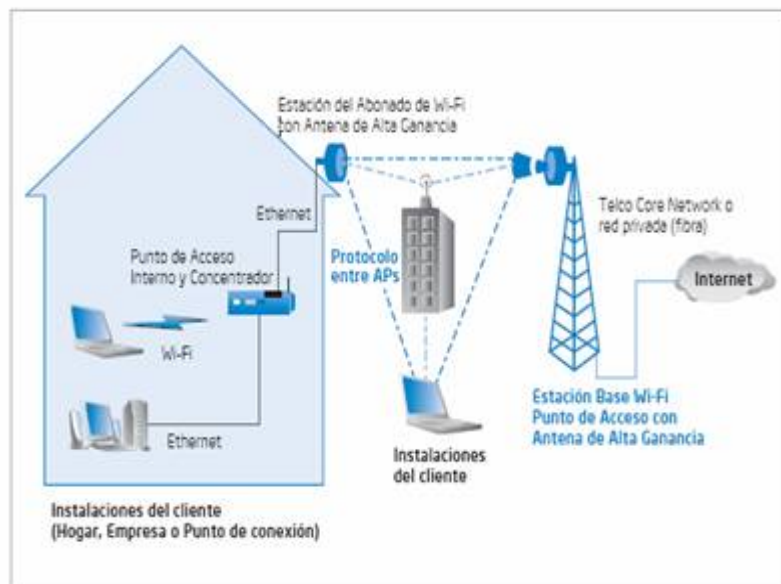 Estación del Abonado de Wi-Fi
con Antena de Alta Ganancia
Ethernet
Punto de Acceso
Interno y Concentrador
Wi-Fi
Ethernet
Instalaciones del cliente
(Hogar, Empresa o Punto de conexión)
Protocolo
entre APs
Instalaciones
del cliente
Telco Core Network o
red privada (fibra)
Internet
Estación Base Wi-Fi
Punto de Acceso con
Antena de Alta Ganancia